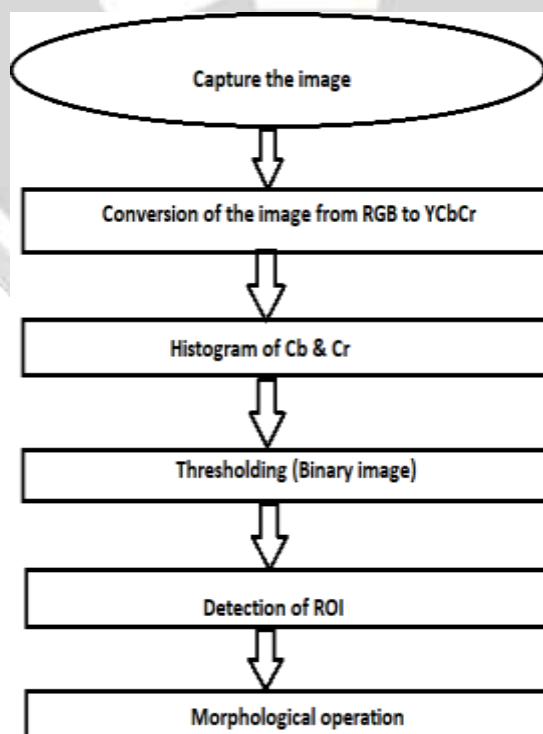 Capture the image
Conversion of the image from RGB to YCbCr
Histogram of Cb & Cr
Thresholding (Binary image)
Detection of ROI
Morphological operation